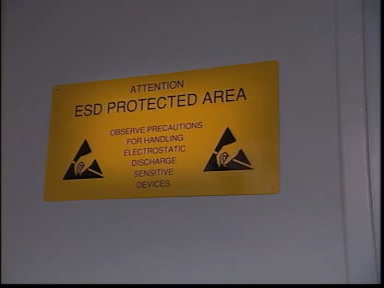 ATTENTION
ESD PROTECTED AREA
OBSERVE PRECAUTIONS
FOR HANDLING
ELECTROSTATIC
DISCHARGE
SENSITIVE
DEVICES